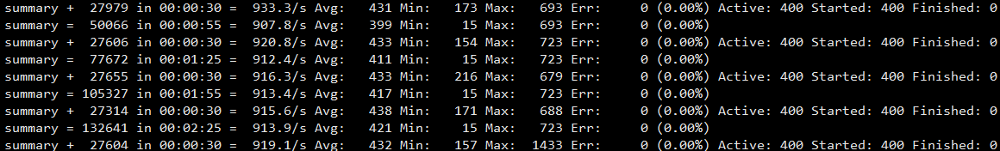 summary +  27979 in 00:00:30 =  933.3/s Avg:   431 Min:   173 Max:   693 Err:     0 (0.00%) Active: 400 Started: 400 Finished: 0
summary =  50066 in 00:00:55 =  907.8/s Avg:   399 Min:    15 Max:   693 Err:     0 (0.00%)
summary +  27606 in 00:00:30 =  920.8/s Avg:   433 Min:   154 Max:   723 Err:     0 (0.00%) Active: 400 Started: 400 Finished: 0
summary =  77672 in 00:01:25 =  912.4/s Avg:   411 Min:    15 Max:   723 Err:     0 (0.00%)
summary +  27655 in 00:00:30 =  916.3/s Avg:   433 Min:   216 Max:   679 Err:     0 (0.00%) Active: 400 Started: 400 Finished: 0
summary = 105327 in 00:01:55 =  913.4/s Avg:   417 Min:    15 Max:   723 Err:     0 (0.00%)
summary +  27314 in 00:00:30 =  915.6/s Avg:   438 Min:   171 Max:   688 Err:     0 (0.00%) Active: 400 Started: 400 Finished: 0
summary = 132641 in 00:02:25 =  913.9/s Avg:   421 Min:    15 Max:   723 Err:     0 (0.00%)
summary +  27604 in 00:00:30 =  919.1/s Avg:   432 Min:   157 Max:  1433 Err:     0 (0.00%) Active: 400 Started: 400 Finished: 0